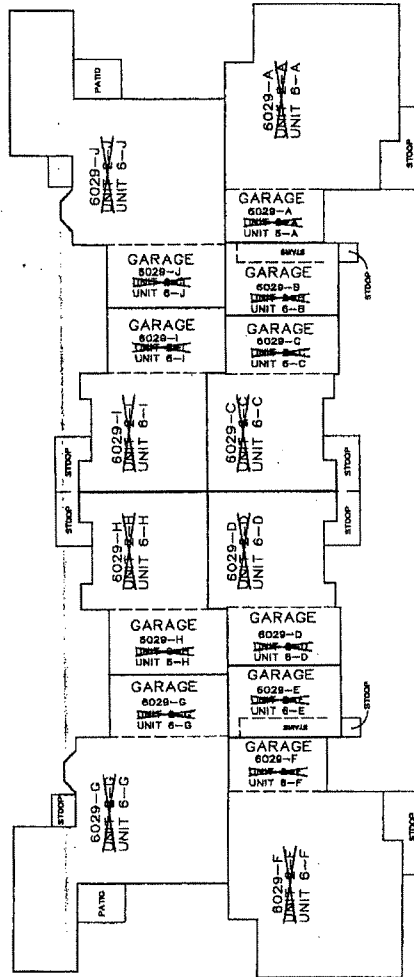 PATIO
6029-J
UNIT 6-J
6029-A
UNIT 6-A
STOOP
GARAGE
6029-A
UNIT 6-A
GARAGE
6029-J
UNIT 6-J
STAIRS
GARAGE
6029-B
UNIT 6-B
STOOP
GARAGE
6029-I
UNIT 6-I
GARAGE
6029-C
UNIT 6-C
6029-I
UNIT 6-I
6029-C
UNIT 6-C
STOOP
STOOP
STOOP
STOOP
6029-H
UNIT 6-H
6029-D
UNIT 6-D
GARAGE
6029-H
UNIT 6-H
GARAGE
6029-D
UNIT 6-D
GARAGE
6029-G
UNIT 6-G
GARAGE
6029-E
UNIT 6-E
STAIRS
STOOP
GARAGE
6029-F
UNIT 6-F
STOOP
6029-G
UNIT 6-G
STOOP
PATIO
6029-F
UNIT 6-F